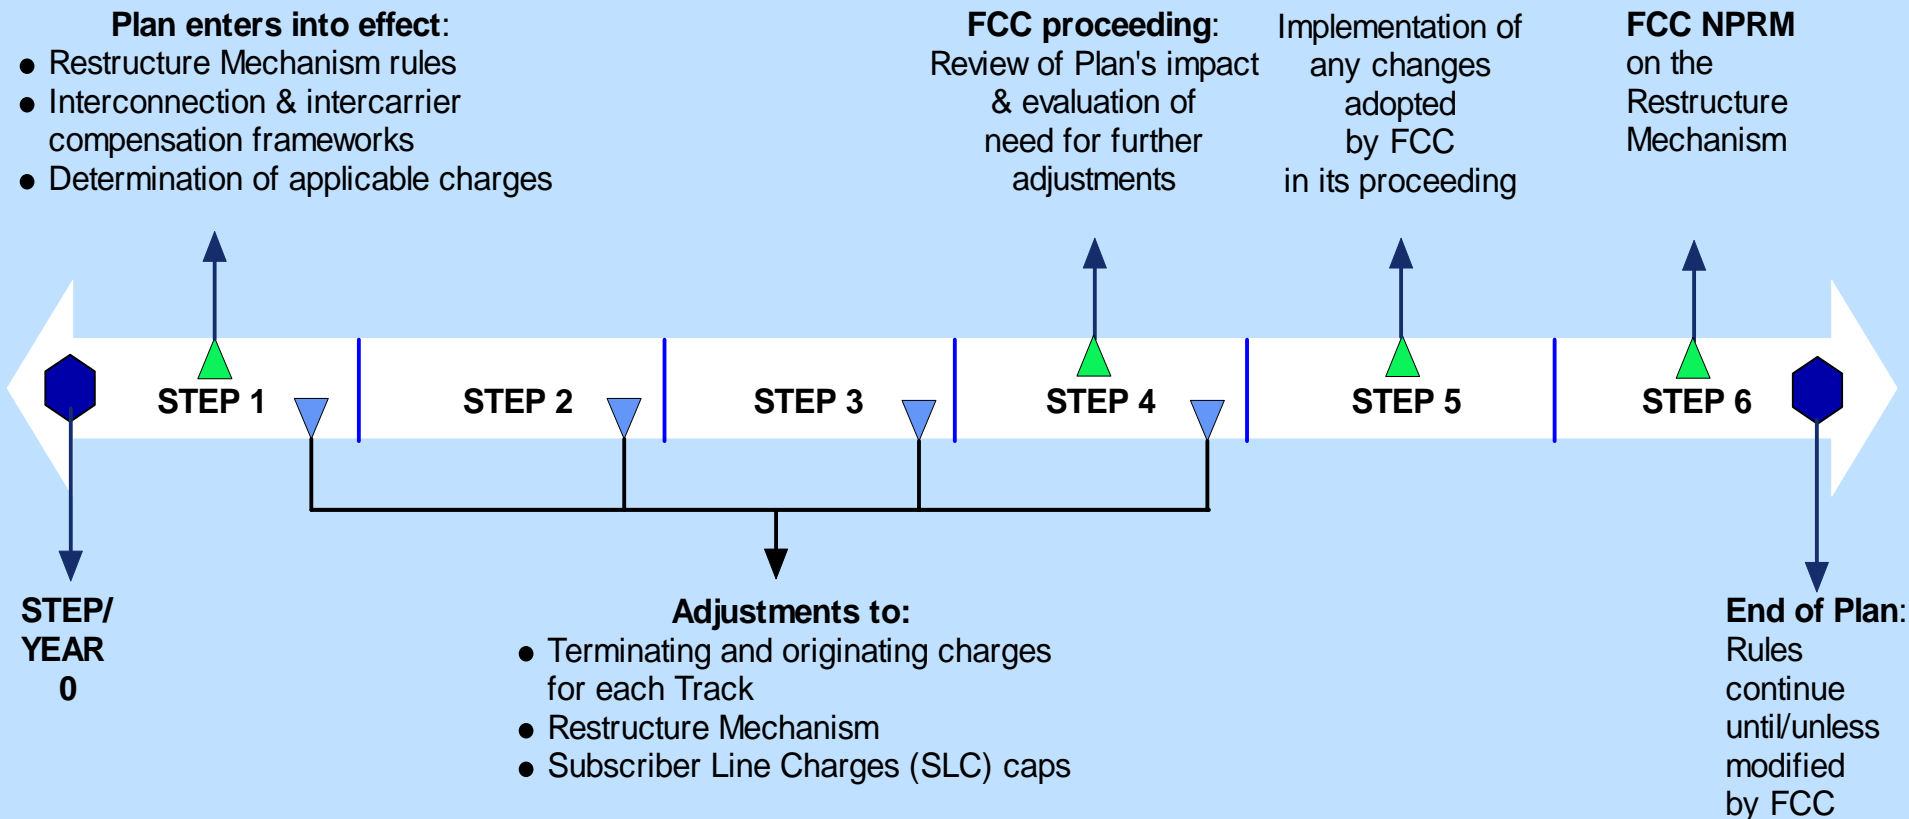 Plan enters into effect:
● Restructure Mechanism rules
● Interconnection & intercarrier
compensation frameworks
● Determination of applicable charges
FCC proceeding:
Review of Plan's impact
& evaluation of
need for further
adjustments
Implementation of
any changes
adopted
by FCC
in its proceeding
FCC NPRM
on the
Restructure
Mechanism
STEP 1
STEP 2
STEP 3
STEP 4
STEP 5
STEP 6
STEP/
YEAR
0
Adjustments to:
● Terminating and originating charges
for each Track
● Restructure Mechanism
● Subscriber Line Charges (SLC) caps
End of Plan:
Rules
continue
until/unless
modified
by FCC